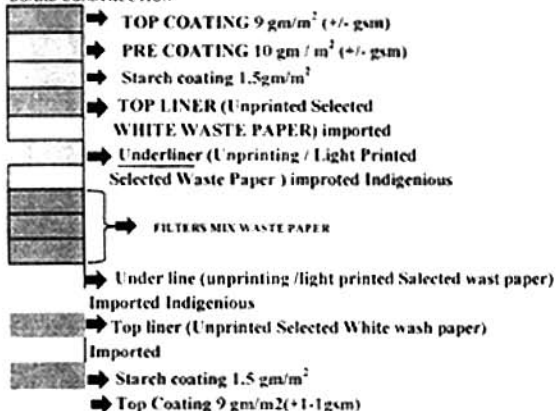 TOP COATING 9 gm/m² (+/- gsm)
PRE COATING 10 gm / m² (+/- gsm)
Starch coating 1.5gm/m²
TOP LINER (Unprinted Selected
WHITE WASTE PAPER) imported
Underliner (Unprinting / Light Printed
Selected Waste Paper ) improted Indigenious
FILTERS MIX WASTE PAPER
Under line (unprinting /light printed Salected wast paper)
Imported Indigenious
Top liner (Unprinted Selected White wash paper)
Imported
Starch coating 1.5 gm/m²
Top Coating 9 gm/m2(+1-1gsm)